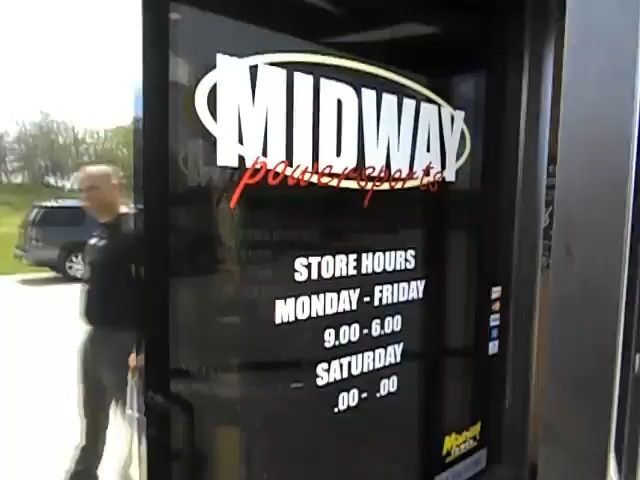 MIDWAY
powersports
STORE HOURS
MONDAY - FRIDAY
9.00 - 6.00
SATURDAY
.00 - .00